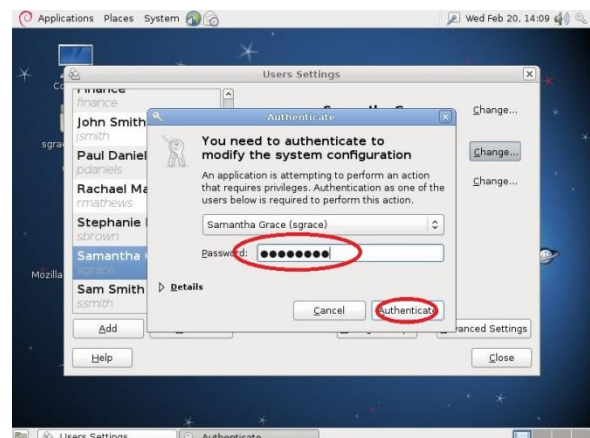 Applications Places System
Wed Feb 20, 14:09
Users Settings
Finance
finance
John Smith
jsmith
Paul Daniel
pdaniels
Rachael Ma
rmathews
Stephanie
sbrown
Samantha
sgrace
Sam Smith
ssmith
Change...
Change...
Change...
Authenticate
You need to authenticate to
modify the system configuration
An application is attempting to perform an action
that requires privileges. Authentication as one of the
users below is required to perform this action.
Samantha Grace (sgrace)
Password:
Details
Cancel
Authenticate
Add
anced Settings
Help
Close
Co
sgra
Mozilla
Users Settings
Authenticate